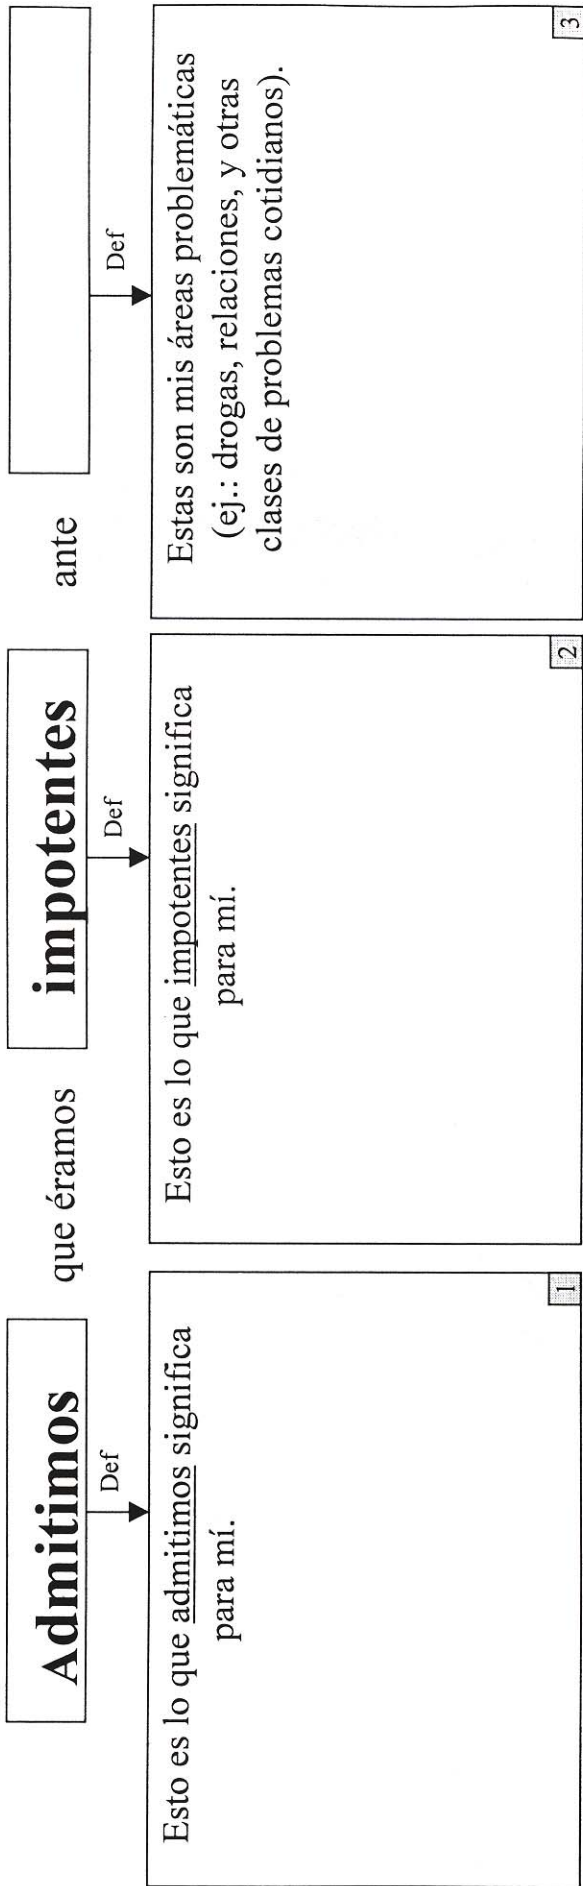 Admitimos
que éramos
impotentes
ante
Def
Def
Def
Esto es lo que admitimos significa
para mí.
1
Esto es lo que impotentes significa
para mí.
2
Estas son mis áreas problemáticas
(ej.: drogas, relaciones, y otras
clases de problemas cotidianos).
3